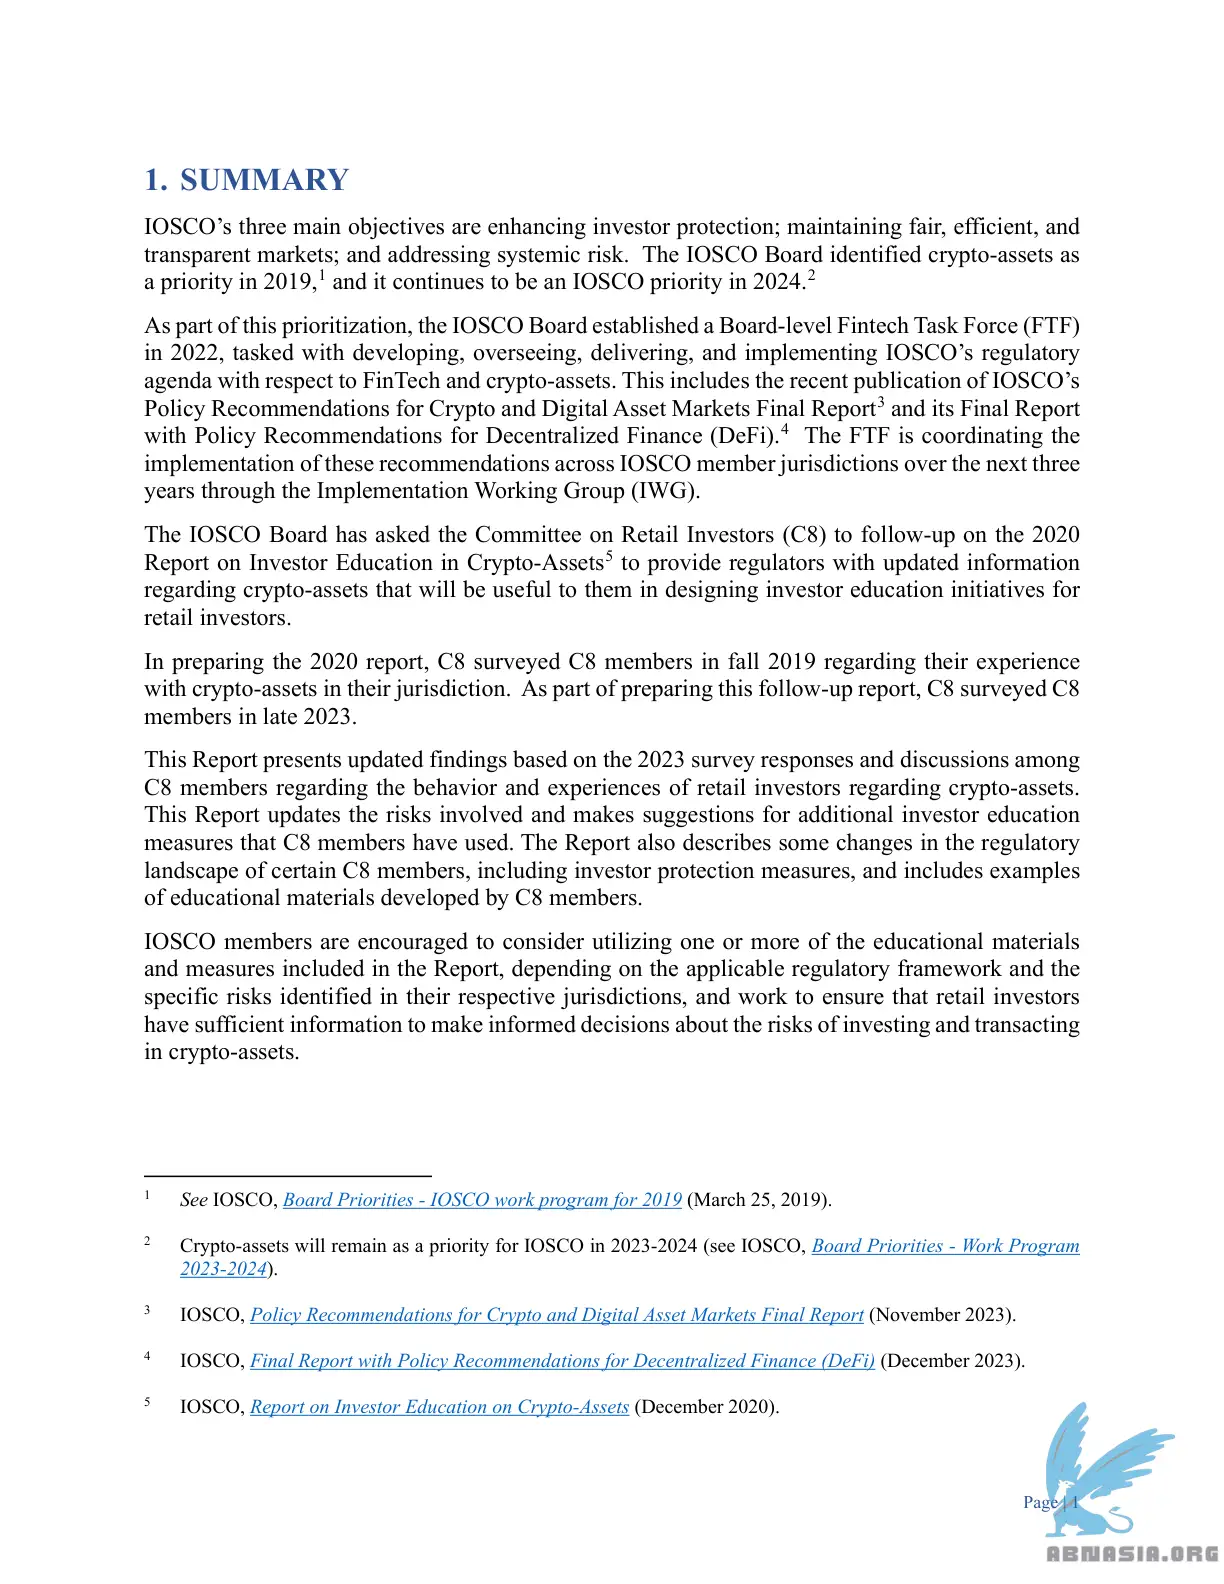 1. SUMMARY
IOSCO’s three main objectives are enhancing investor protection; maintaining fair, efficient, and
transparent markets; and addressing systemic risk.  The IOSCO Board identified crypto-assets as
a priority in 2019,1 and it continues to be an IOSCO priority in 2024.2
As part of this prioritization, the IOSCO Board established a Board-level Fintech Task Force (FTF)
in 2022, tasked with developing, overseeing, delivering, and implementing IOSCO’s regulatory
agenda with respect to FinTech and crypto-assets. This includes the recent publication of IOSCO’s
Policy Recommendations for Crypto and Digital Asset Markets Final Report3 and its Final Report
with Policy Recommendations for Decentralized Finance (DeFi).4  The FTF is coordinating the
implementation of these recommendations across IOSCO member jurisdictions over the next three
years through the Implementation Working Group (IWG).
The IOSCO Board has asked the Committee on Retail Investors (C8) to follow-up on the 2020
Report on Investor Education in Crypto-Assets5 to provide regulators with updated information
regarding crypto-assets that will be useful to them in designing investor education initiatives for
retail investors.
In preparing the 2020 report, C8 surveyed C8 members in fall 2019 regarding their experience
with crypto-assets in their jurisdiction.  As part of preparing this follow-up report, C8 surveyed C8
members in late 2023.
This Report presents updated findings based on the 2023 survey responses and discussions among
C8 members regarding the behavior and experiences of retail investors regarding crypto-assets.
This Report updates the risks involved and makes suggestions for additional investor education
measures that C8 members have used. The Report also describes some changes in the regulatory
landscape of certain C8 members, including investor protection measures, and includes examples
of educational materials developed by C8 members.
IOSCO members are encouraged to consider utilizing one or more of the educational materials
and measures included in the Report, depending on the applicable regulatory framework and the
specific risks identified in their respective jurisdictions, and work to ensure that retail investors
have sufficient information to make informed decisions about the risks of investing and transacting
in crypto-assets.
1 See IOSCO, Board Priorities - IOSCO work program for 2019 (March 25, 2019).
2 Crypto-assets will remain as a priority for IOSCO in 2023-2024 (see IOSCO, Board Priorities - Work Program
2023-2024).
3 IOSCO, Policy Recommendations for Crypto and Digital Asset Markets Final Report (November 2023).
4 IOSCO, Final Report with Policy Recommendations for Decentralized Finance (DeFi) (December 2023).
5 IOSCO, Report on Investor Education on Crypto-Assets (December 2020).
Page | 1
ABNASIA.ORG